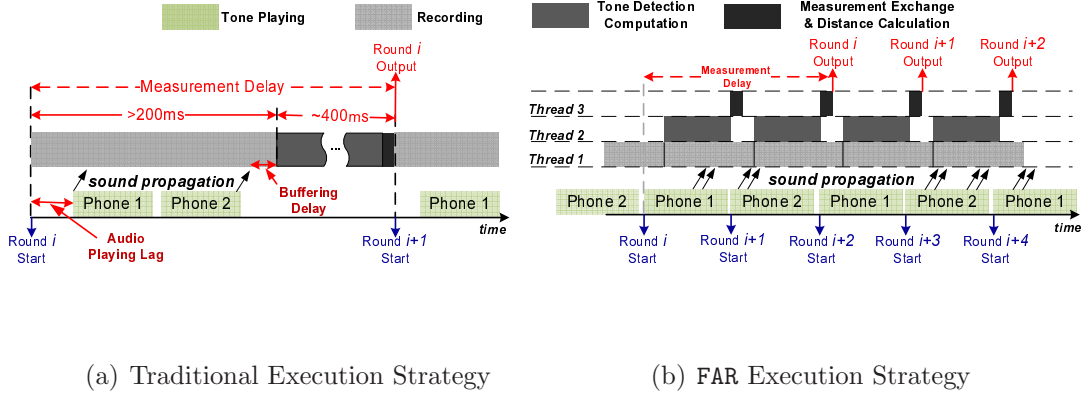 Tone Playing
Recording
Tone Detection
Computation
Measurement Exchange
& Distance Calculation
Round i
Output
Measurement Delay
>200ms
~400ms
...
sound propagation
Buffering
Delay
Phone 1
Phone 2
Phone 1
time
Round i
Start
Audio
Playing Lag
Round i+1
Start
(a) Traditional Execution Strategy
Round i
Output
Round i+1
Output
Round i+2
Output
Measurement
Delay
Thread 3
Thread 2
Thread 1
sound propagation
Phone 2
Phone 1
Phone 2
Phone 1
Phone 2
Phone 1
time
Round i
Start
Round i+1
Start
Round i+2
Start
Round i+3
Start
Round i+4
Start
(b) FAR Execution Strategy